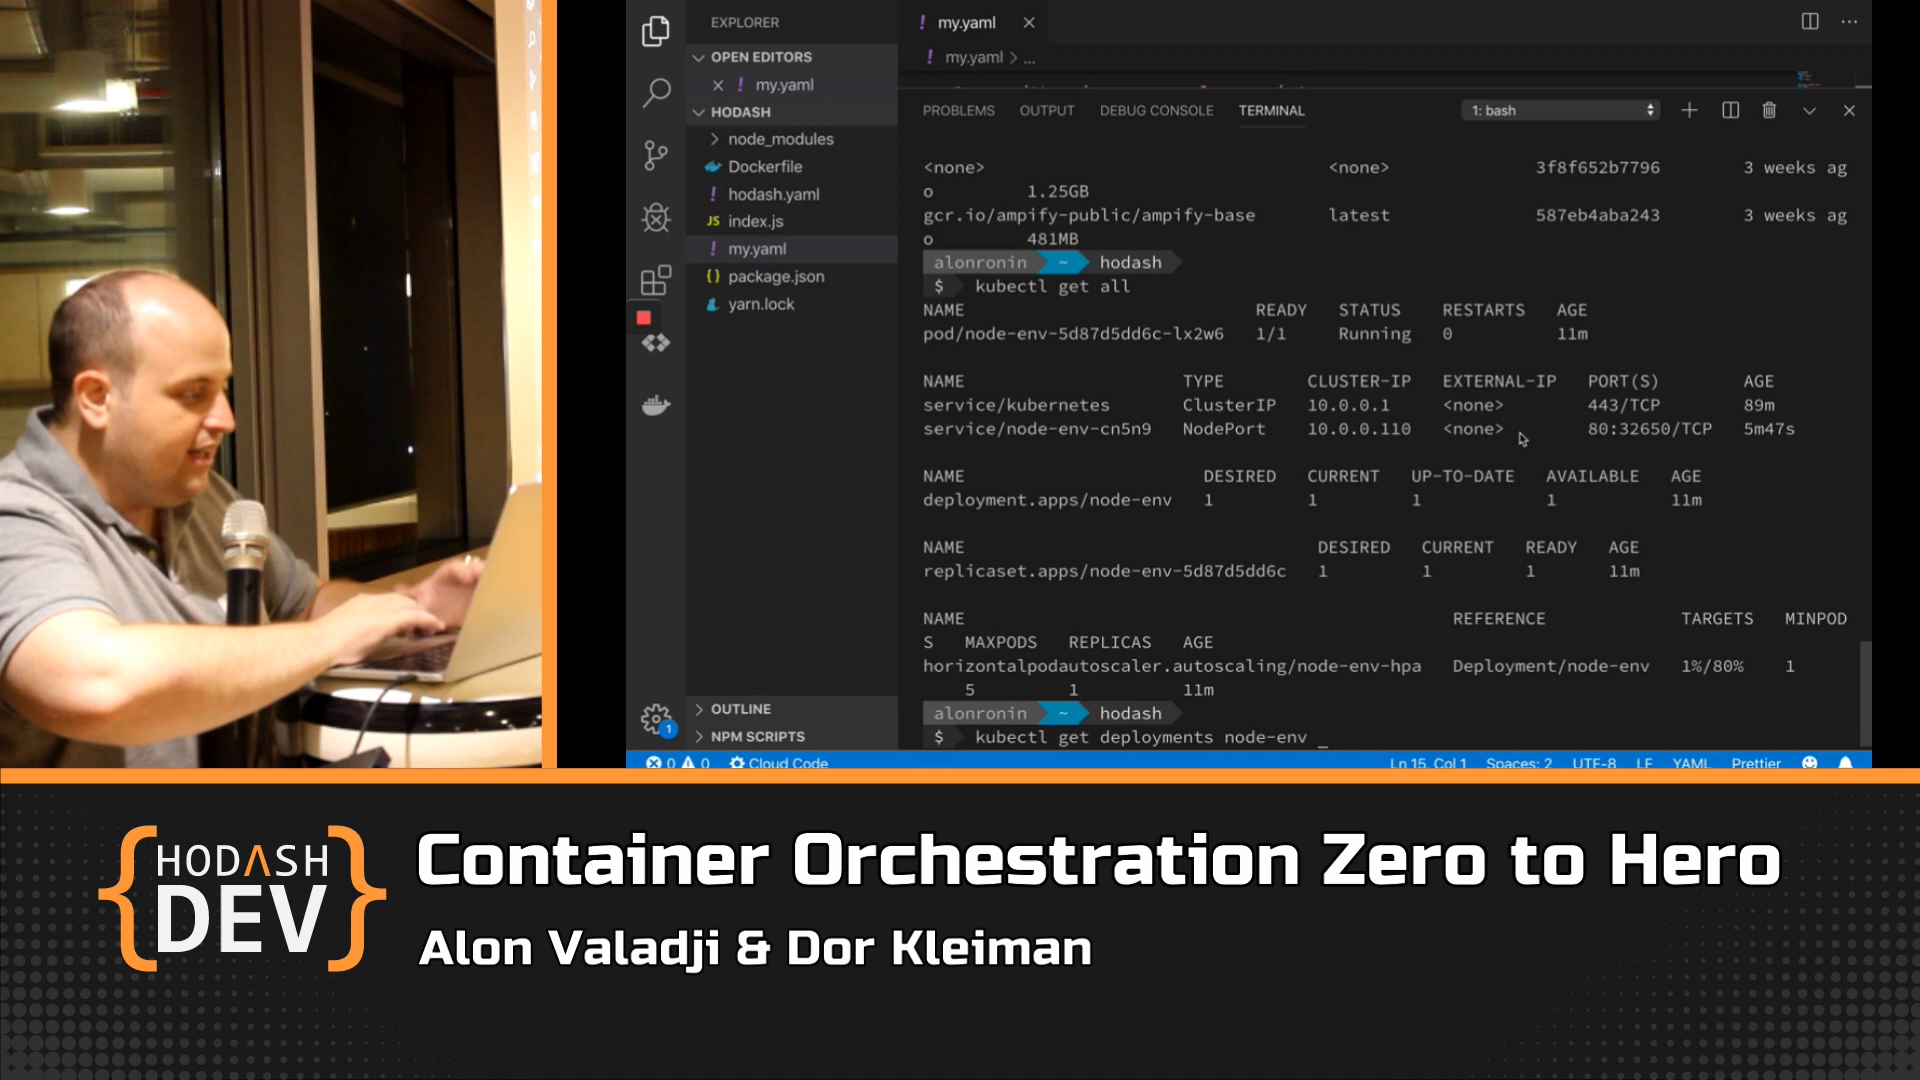 EXPLORER
OPEN EDITORS
my.yaml
HODASH
node_modules
Dockerfile
hodash.yaml
JS index.js
my.yaml
{} package.json
yarn.lock
OUTLINE
1
NPM SCRIPTS
! my.yaml
! my.yaml > ...
PROBLEMS OUTPUT DEBUG CONSOLE TERMINAL 1: bash
<none> <none> 3f8f652b7796 3 weeks ag
o 1.25GB
gcr.io/ampify-public/ampify-base latest 587eb4aba243 3 weeks ag
o 481MB
alonronin ~ hodash
$ kubectl get all
NAME READY STATUS RESTARTS AGE
pod/node-env-5d87d5dd6c-lx2w6 1/1 Running 0 11m
NAME TYPE CLUSTER-IP EXTERNAL-IP PORT(S) AGE
service/kubernetes ClusterIP 10.0.0.1 <none> 443/TCP 89m
service/node-env-cn5n9 NodePort 10.0.0.110 <none> 80:32650/TCP 5m47s
NAME DESIRED CURRENT UP-TO-DATE AVAILABLE AGE
deployment.apps/node-env 1 1 1 1 11m
NAME DESIRED CURRENT READY AGE
replicaset.apps/node-env-5d87d5dd6c 1 1 1 11m
NAME REFERENCE TARGETS MINPOD
S MAXPODS REPLICAS AGE
horizontalpodautoscaler.autoscaling/node-env-hpa Deployment/node-env 1%/80% 1
5 1 11m
alonronin ~ hodash
$ kubectl get deployments node-env _
0 0 Cloud Code Ln 15, Col 1 Spaces: 2 UTF-8 LF YAML Prettier
HODASH
DEV
Container Orchestration Zero to Hero
Alon Valadji & Dor Kleiman